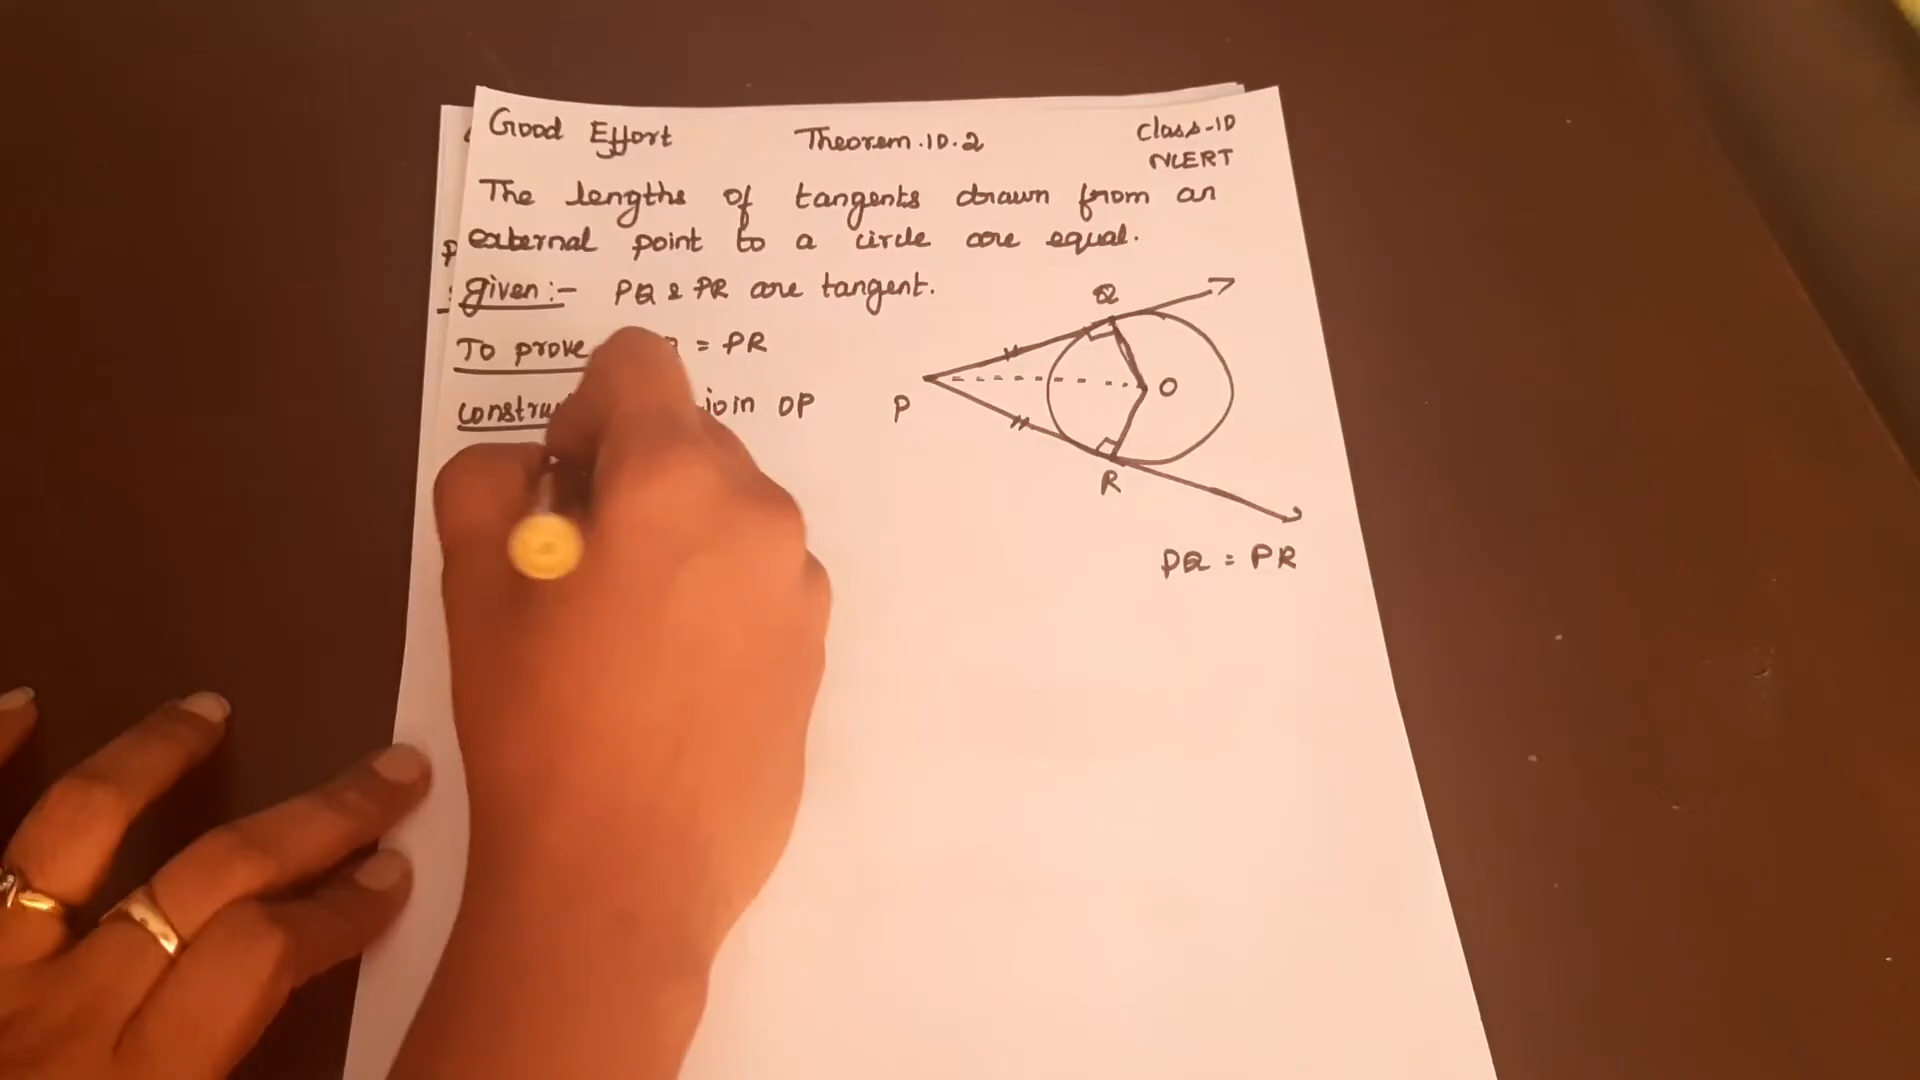 Good Effort Theorem.10.2 Class-10
NCERT
The lengths of tangents drawn from an
external point to a circle are equal.
given:- PQ & PR are tangent.
To prove = PR
join OP
Q
O
P
R
PQ = PR